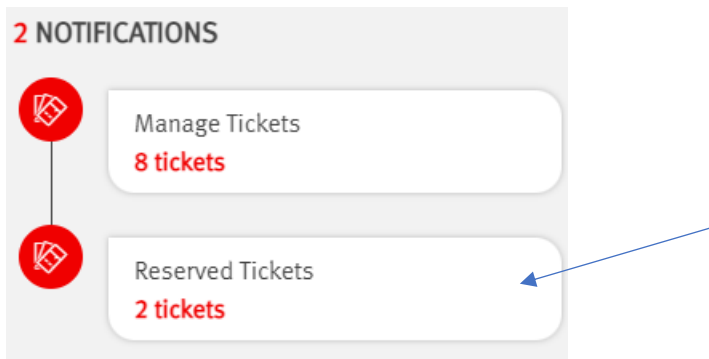 2 NOTIFICATIONS
Manage Tickets
8 tickets
Reserved Tickets
2 tickets